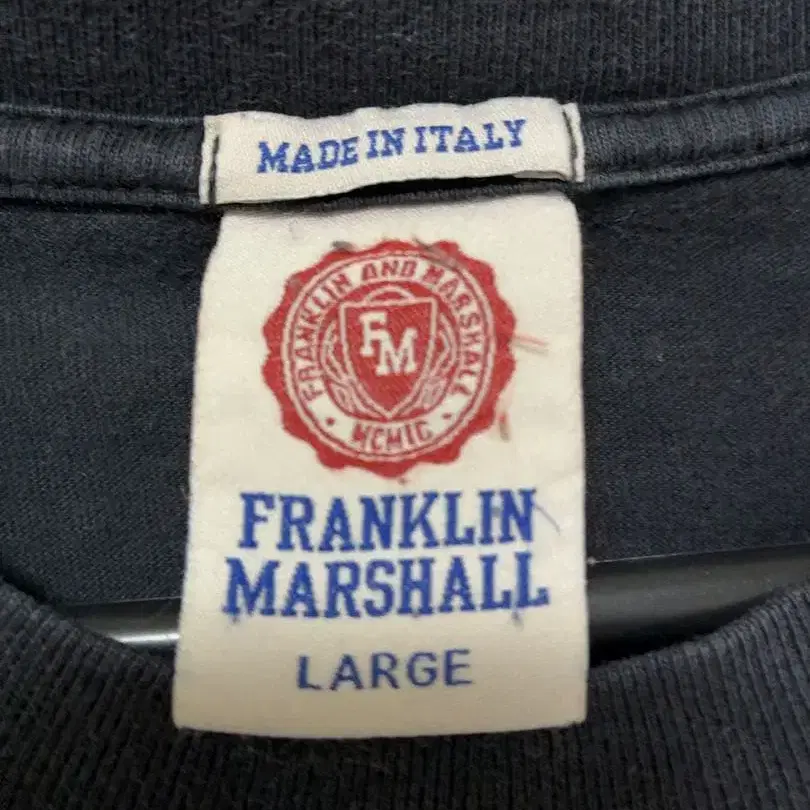 MADE IN ITALY
FRANKLIN AND MARSHALL
FM
MCMIC
FRANKLIN
MARSHALL
LARGE